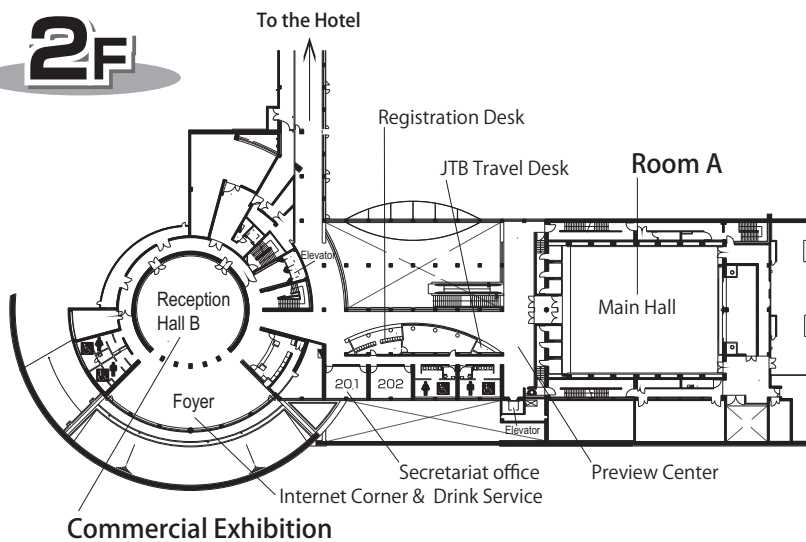 2F
To the Hotel
Registration Desk
JTB Travel Desk
Room A
Elevator
Reception
Hall B
Main Hall
201
202
Foyer
Elevator
Secretariat office
Preview Center
Internet Corner & Drink Service
Commercial Exhibition